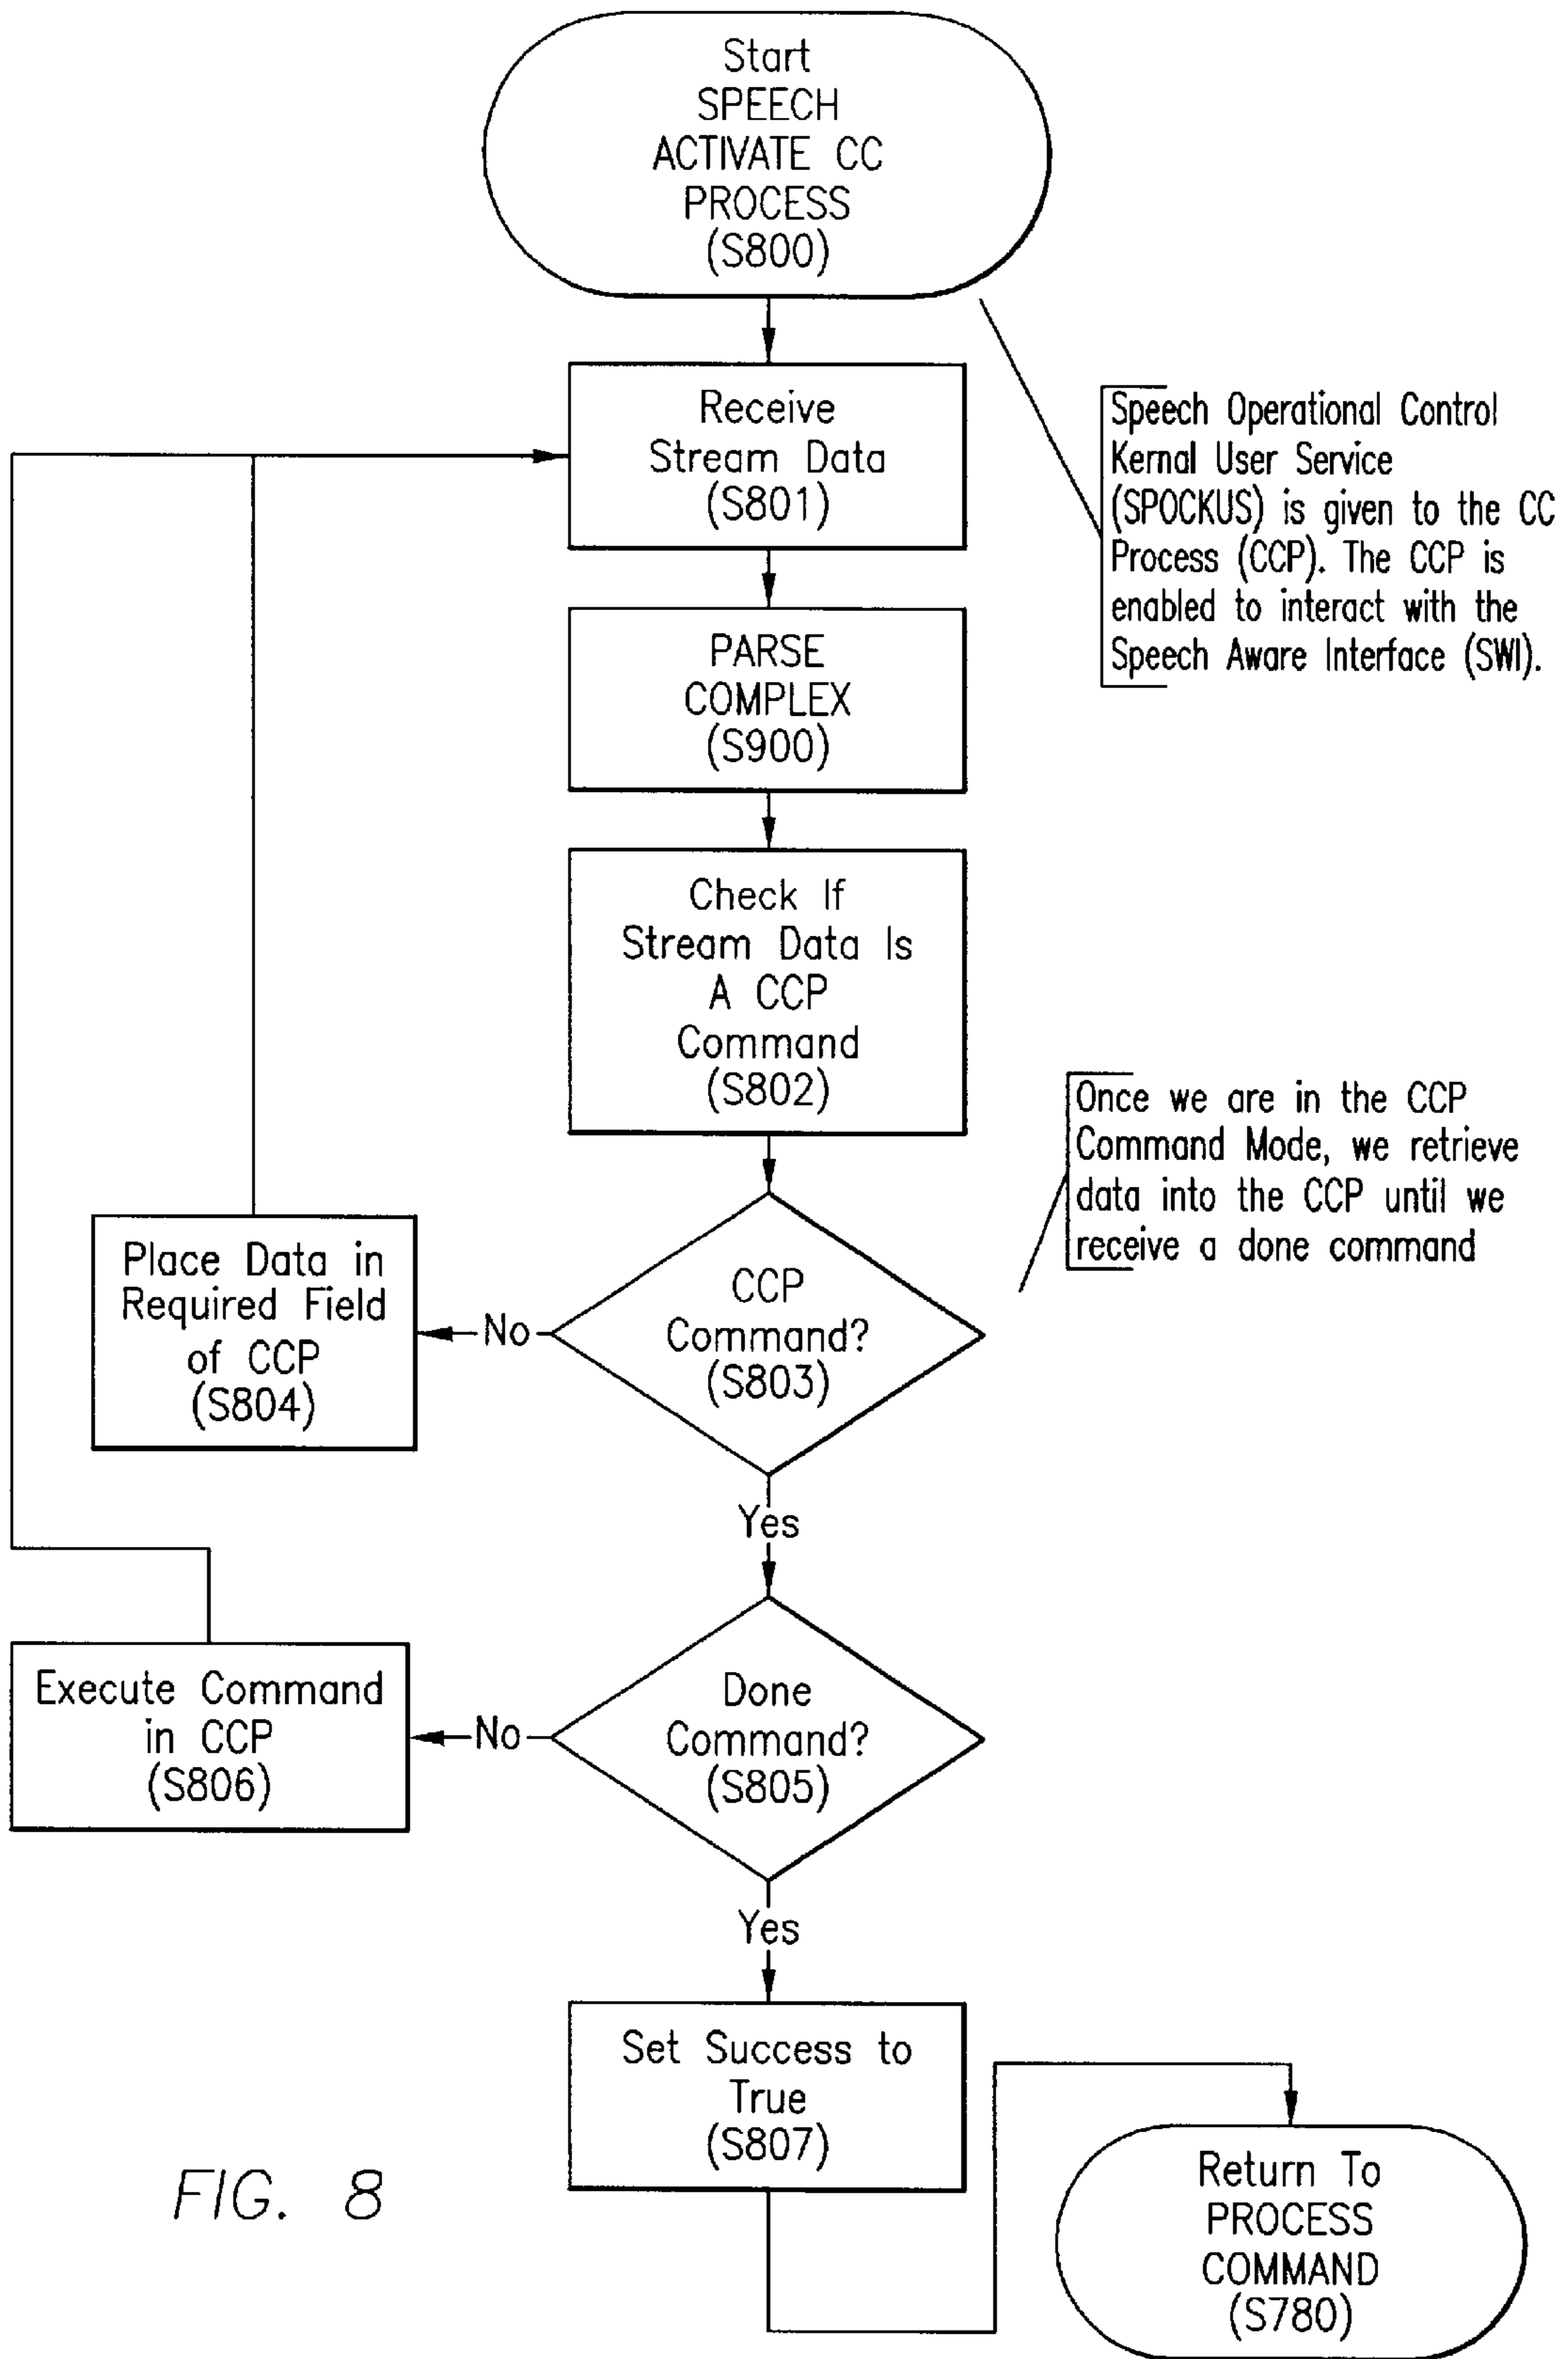 Start
SPEECH
ACTIVATE CC
PROCESS
(S800)
Receive
Stream Data
(S801)
Speech Operational Control
Kernal User Service
(SPOCKUS) is given to the CC
Process (CCP). The CCP is
enabled to interact with the
Speech Aware Interface (SWI).
PARSE
COMPLEX
(S900)
Check If
Stream Data Is
A CCP
Command
(S802)
Once we are in the CCP
Command Mode, we retrieve
data into the CCP until we
receive a done command
CCP
Command?
(S803)
No
Place Data in
Required Field
of CCP
(S804)
Yes
Done
Command?
(S805)
No
Execute Command
in CCP
(S806)
Yes
Set Success to
True
(S807)
Return To
PROCESS
COMMAND
(S780)
FIG. 8